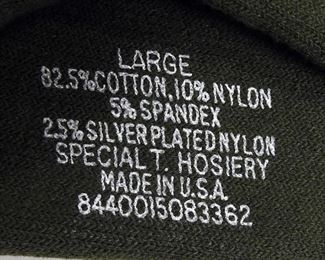 LARGE
82.5%COTTON,10% NYLON
5% SPANDEX
2.5% SILVER PLATED NYLON
SPECIAL T. HOSIERY
MADE IN U.S.A.
8440015083362